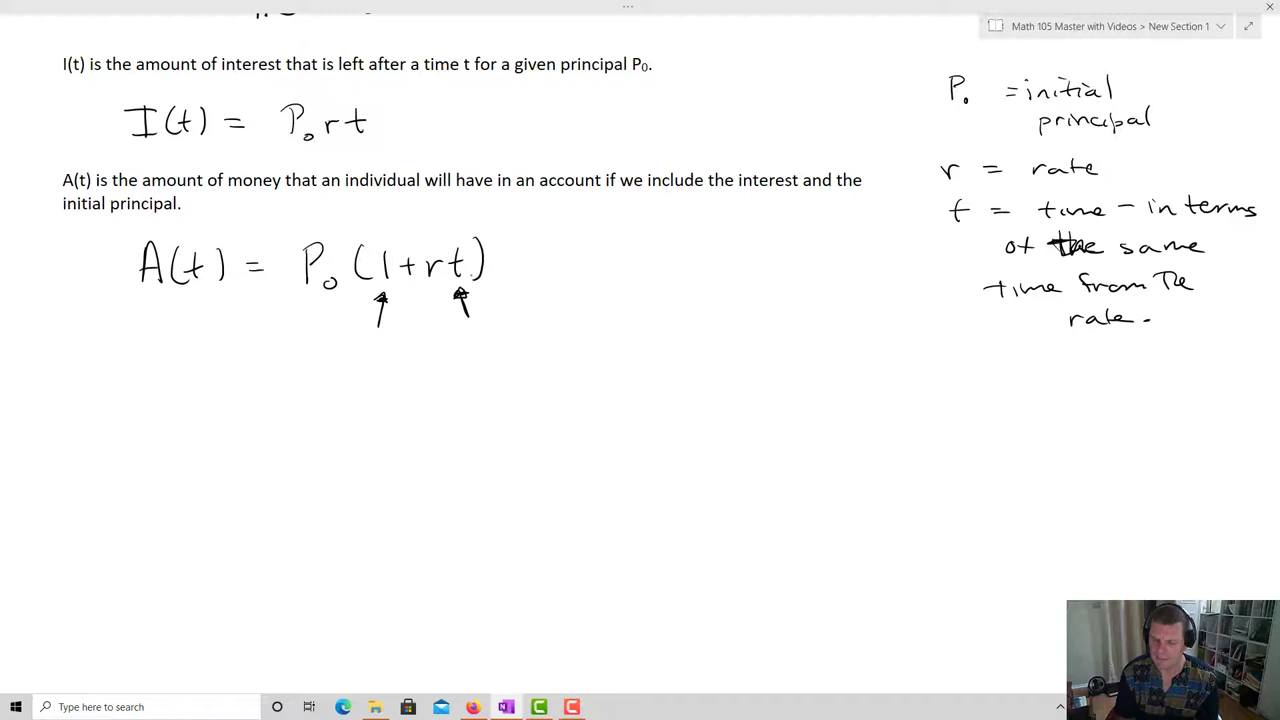 Math 105 Master with Videos > New Section 1
I(t) is the amount of interest that is left after a time t for a given principal P₀.
I(t) = P₀ r t
A(t) is the amount of money that an individual will have in an account if we include the interest and the
initial principal.
A(t) = P₀ (1 + r t)
P₀ = initial
principal
r = rate
t = time – in terms
of the same
time from the
rate.
Type here to search